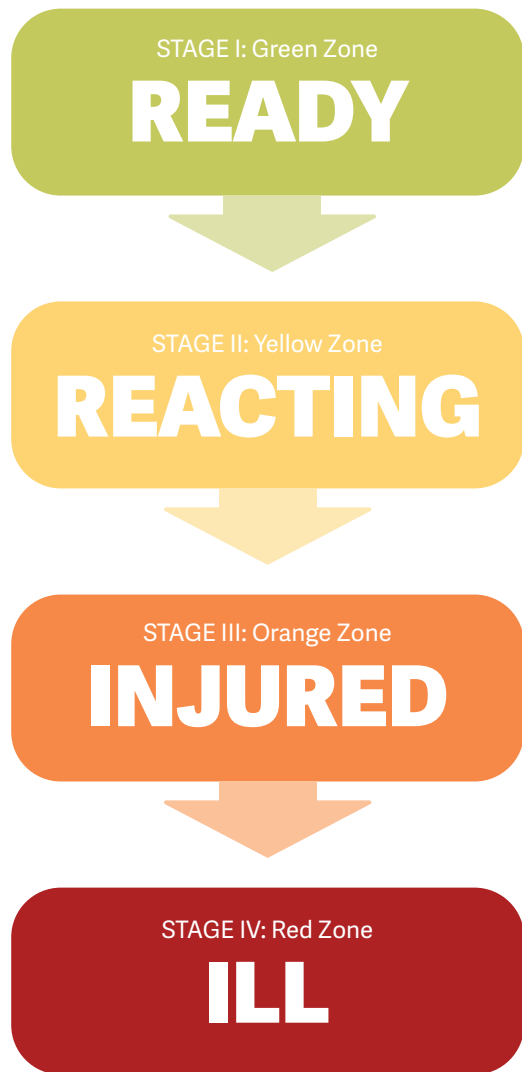 STAGE I: Green Zone
READY
STAGE II: Yellow Zone
REACTING
STAGE III: Orange Zone
INJURED
STAGE IV: Red Zone
ILL